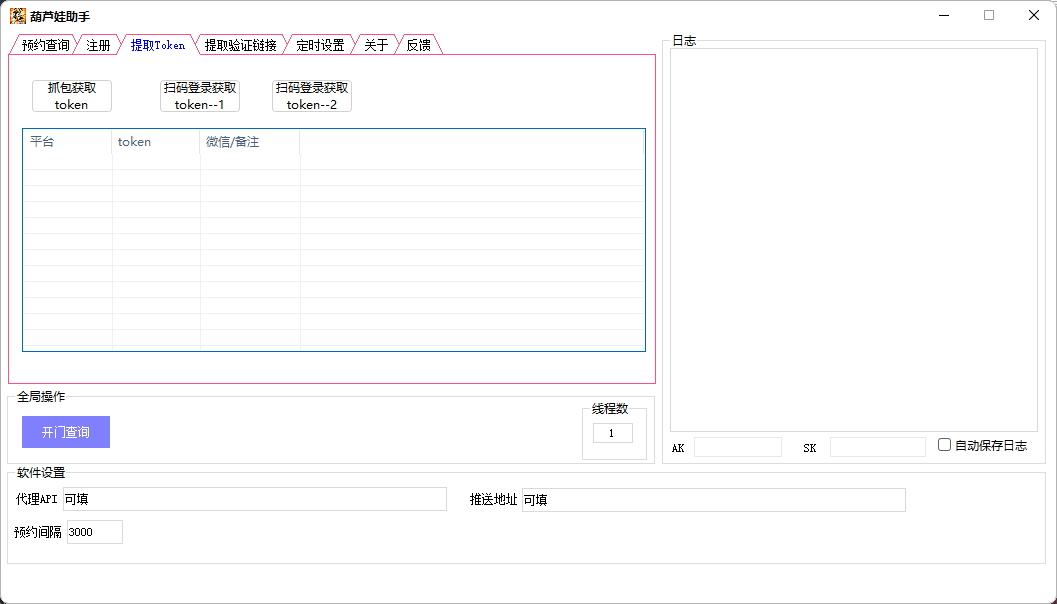 葫芦娃助手
预约查询 注册 提取Token 提取验证链接 定时设置 关于 反馈
抓包获取
token
扫码登录获取
token--1
扫码登录获取
token--2
平台 token 微信/备注
日志
全局操作
开门查询
线程数
1
AK SK 自动保存日志
软件设置
代理API 可填 推送地址 可填
预约间隔 3000